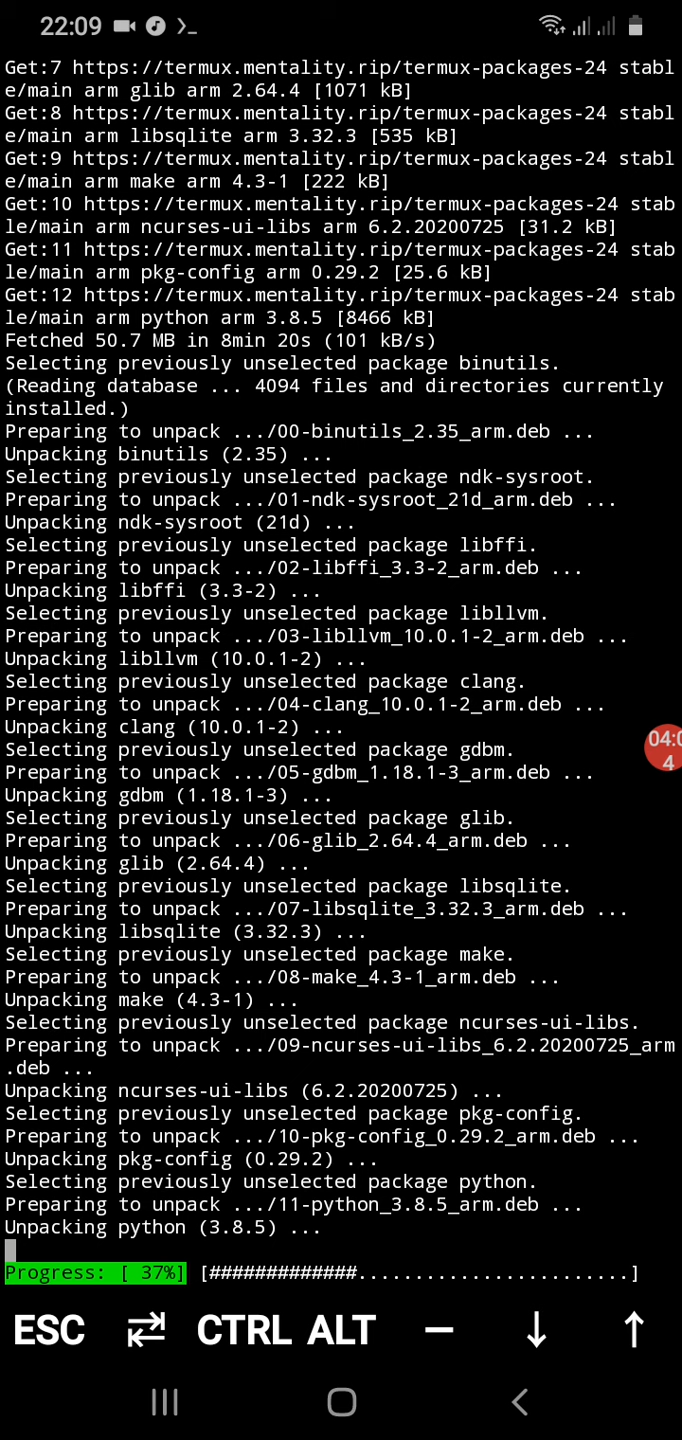 22:09
Get:7 https://termux.mentality.rip/termux-packages-24 stabl
e/main arm glib arm 2.64.4 [1071 kB]
Get:8 https://termux.mentality.rip/termux-packages-24 stabl
e/main arm libsqlite arm 3.32.3 [535 kB]
Get:9 https://termux.mentality.rip/termux-packages-24 stabl
e/main arm make arm 4.3-1 [222 kB]
Get:10 https://termux.mentality.rip/termux-packages-24 stab
le/main arm ncurses-ui-libs arm 6.2.20200725 [31.2 kB]
Get:11 https://termux.mentality.rip/termux-packages-24 stab
le/main arm pkg-config arm 0.29.2 [25.6 kB]
Get:12 https://termux.mentality.rip/termux-packages-24 stab
le/main arm python arm 3.8.5 [8466 kB]
Fetched 50.7 MB in 8min 20s (101 kB/s)
Selecting previously unselected package binutils.
(Reading database ... 4094 files and directories currently
installed.)
Preparing to unpack .../00-binutils_2.35_arm.deb ...
Unpacking binutils (2.35) ...
Selecting previously unselected package ndk-sysroot.
Preparing to unpack .../01-ndk-sysroot_21d_arm.deb ...
Unpacking ndk-sysroot (21d) ...
Selecting previously unselected package libffi.
Preparing to unpack .../02-libffi_3.3-2_arm.deb ...
Unpacking libffi (3.3-2) ...
Selecting previously unselected package libllvm.
Preparing to unpack .../03-libllvm_10.0.1-2_arm.deb ...
Unpacking libllvm (10.0.1-2) ...
Selecting previously unselected package clang.
Preparing to unpack .../04-clang_10.0.1-2_arm.deb ...
Unpacking clang (10.0.1-2) ...
Selecting previously unselected package gdbm.
04:0
4
Preparing to unpack .../05-gdbm_1.18.1-3_arm.deb ...
Unpacking gdbm (1.18.1-3) ...
Selecting previously unselected package glib.
Preparing to unpack .../06-glib_2.64.4_arm.deb ...
Unpacking glib (2.64.4) ...
Selecting previously unselected package libsqlite.
Preparing to unpack .../07-libsqlite_3.32.3_arm.deb ...
Unpacking libsqlite (3.32.3) ...
Selecting previously unselected package make.
Preparing to unpack .../08-make_4.3-1_arm.deb ...
Unpacking make (4.3-1) ...
Selecting previously unselected package ncurses-ui-libs.
Preparing to unpack .../09-ncurses-ui-libs_6.2.20200725_arm
.deb ...
Unpacking ncurses-ui-libs (6.2.20200725) ...
Selecting previously unselected package pkg-config.
Preparing to unpack .../10-pkg-config_0.29.2_arm.deb ...
Unpacking pkg-config (0.29.2) ...
Selecting previously unselected package python.
Preparing to unpack .../11-python_3.8.5_arm.deb ...
Unpacking python (3.8.5) ...
Progress: [ 37%] [#############........................]
ESC ⇄ CTRL ALT — ↓ ↑